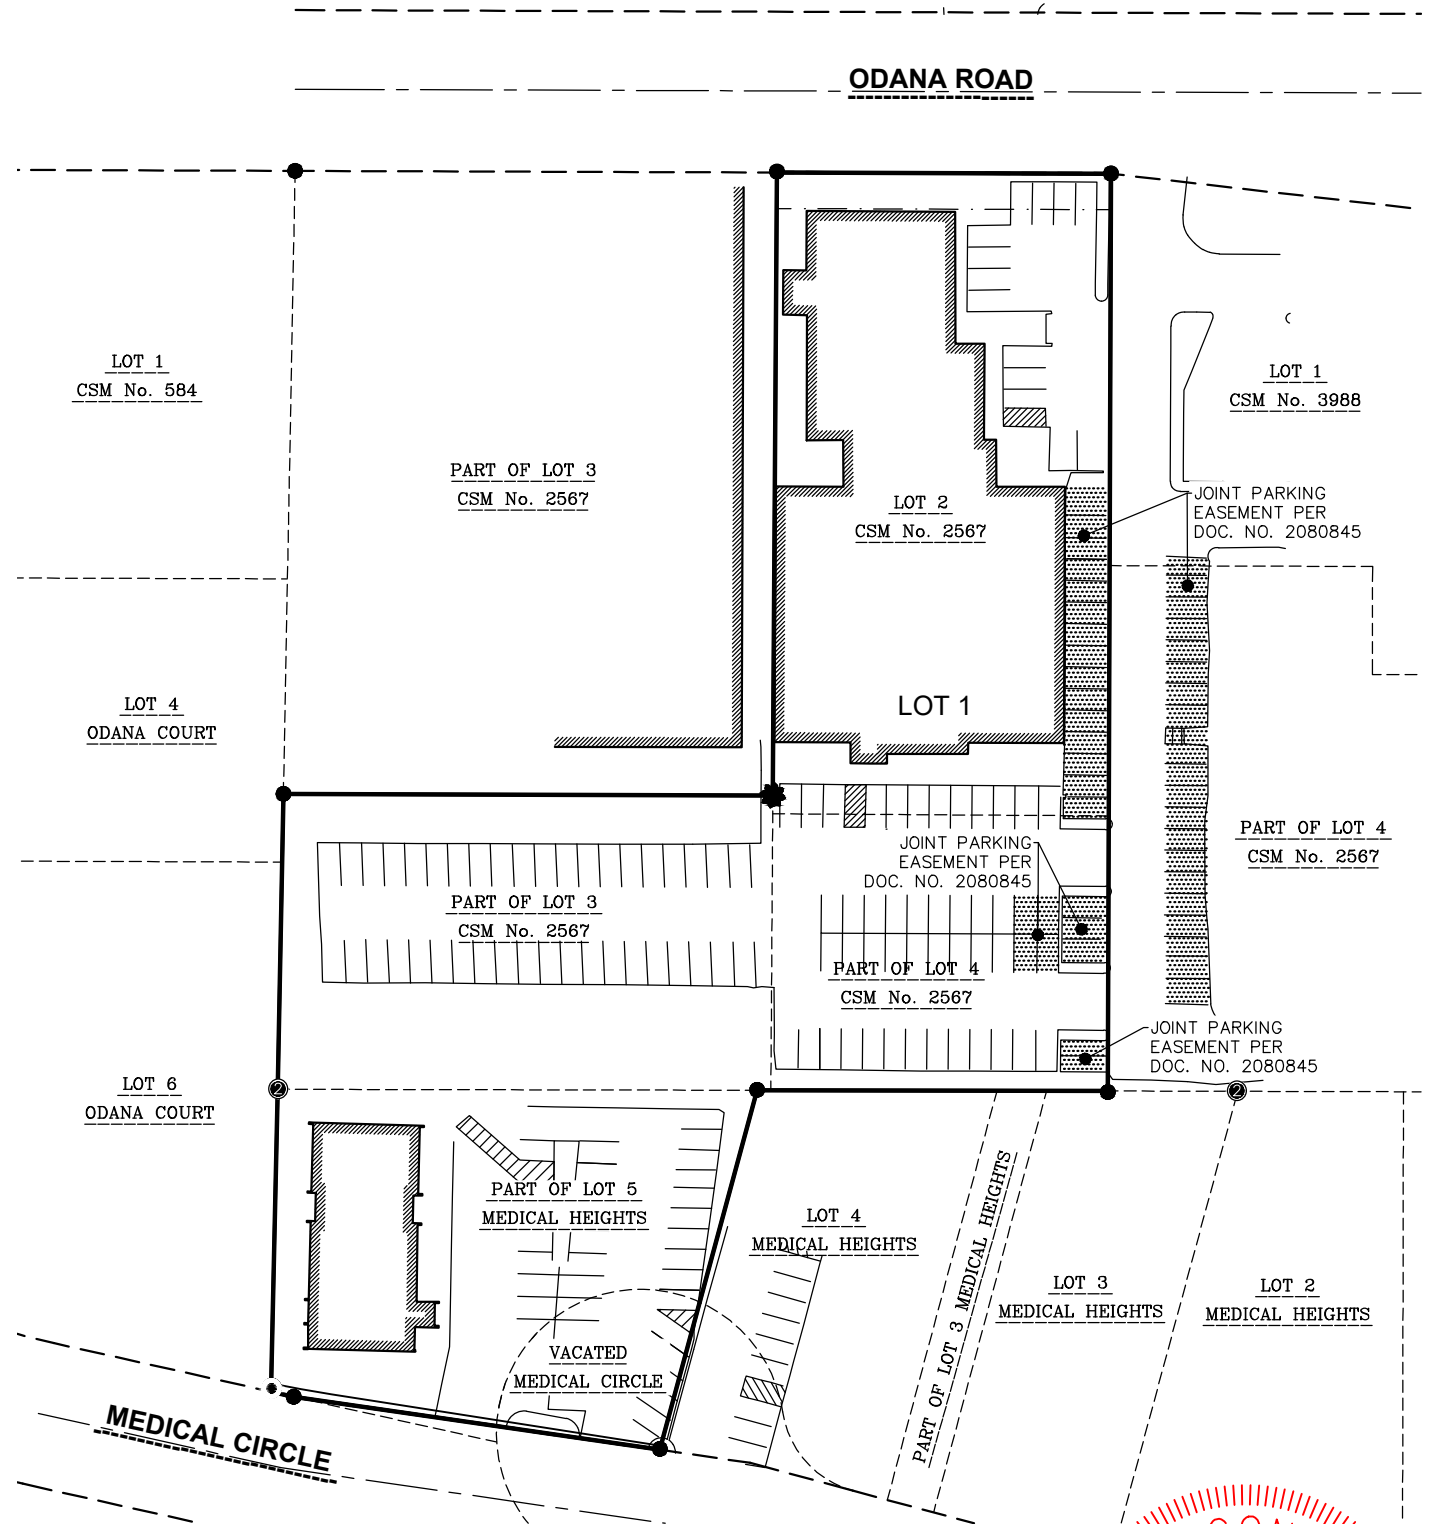 ODANA ROAD
LOT 1
CSM No. 584
LOT 1
CSM No. 3988
PART OF LOT 3
CSM No. 2567
LOT 2
CSM No. 2567
JOINT PARKING
EASEMENT PER
DOC. NO. 2080845
LOT 4
ODANA COURT
LOT 1
PART OF LOT 4
CSM No. 2567
JOINT PARKING
EASEMENT PER
DOC. NO. 2080845
PART OF LOT 3
CSM No. 2567
PART OF LOT 4
CSM No. 2567
JOINT PARKING
EASEMENT PER
DOC. NO. 2080845
LOT 6
ODANA COURT
2
2
PART OF LOT 5
MEDICAL HEIGHTS
LOT 4
MEDICAL HEIGHTS
PART OF LOT 3 MEDICAL HEIGHTS
LOT 3
MEDICAL HEIGHTS
LOT 2
MEDICAL HEIGHTS
VACATED
MEDICAL CIRCLE
MEDICAL CIRCLE